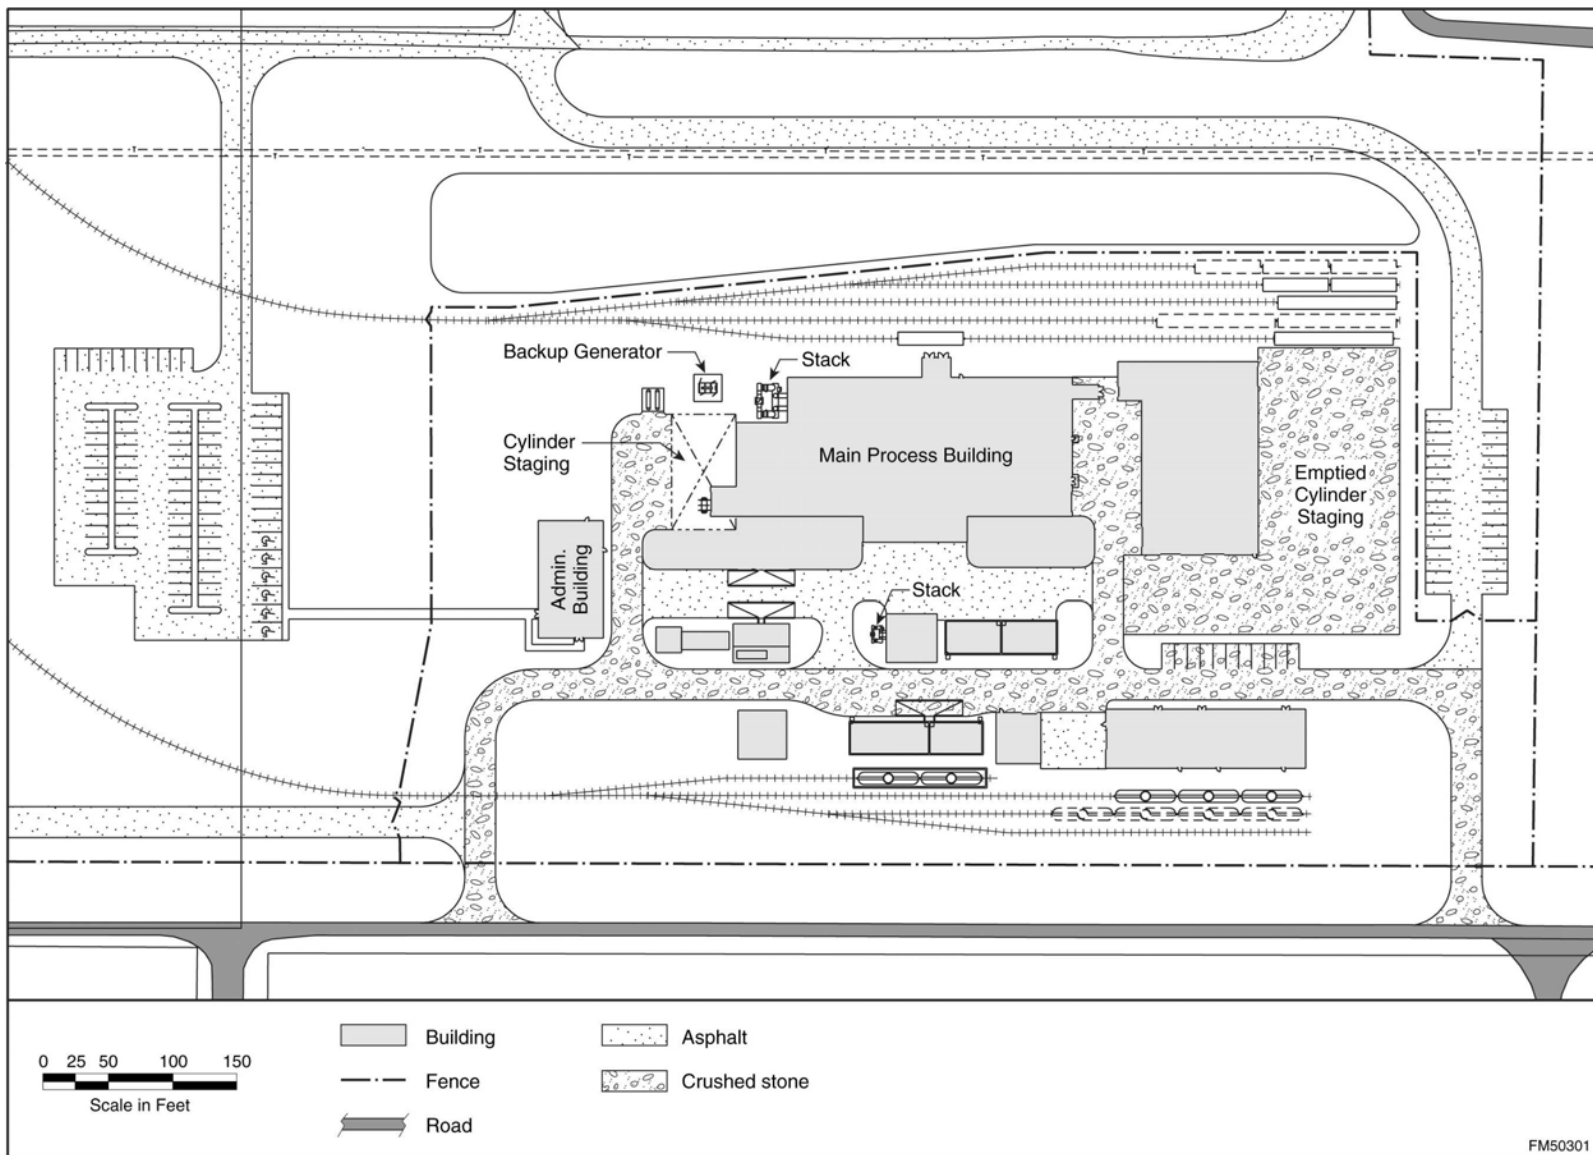 Backup Generator
Stack
Cylinder
Staging
Main Process Building
Emptied
Cylinder
Staging
Admin.
Building
Stack
0 25 50 100 150
Scale in Feet
Building
Fence
Road
Asphalt
Crushed stone
FM50301